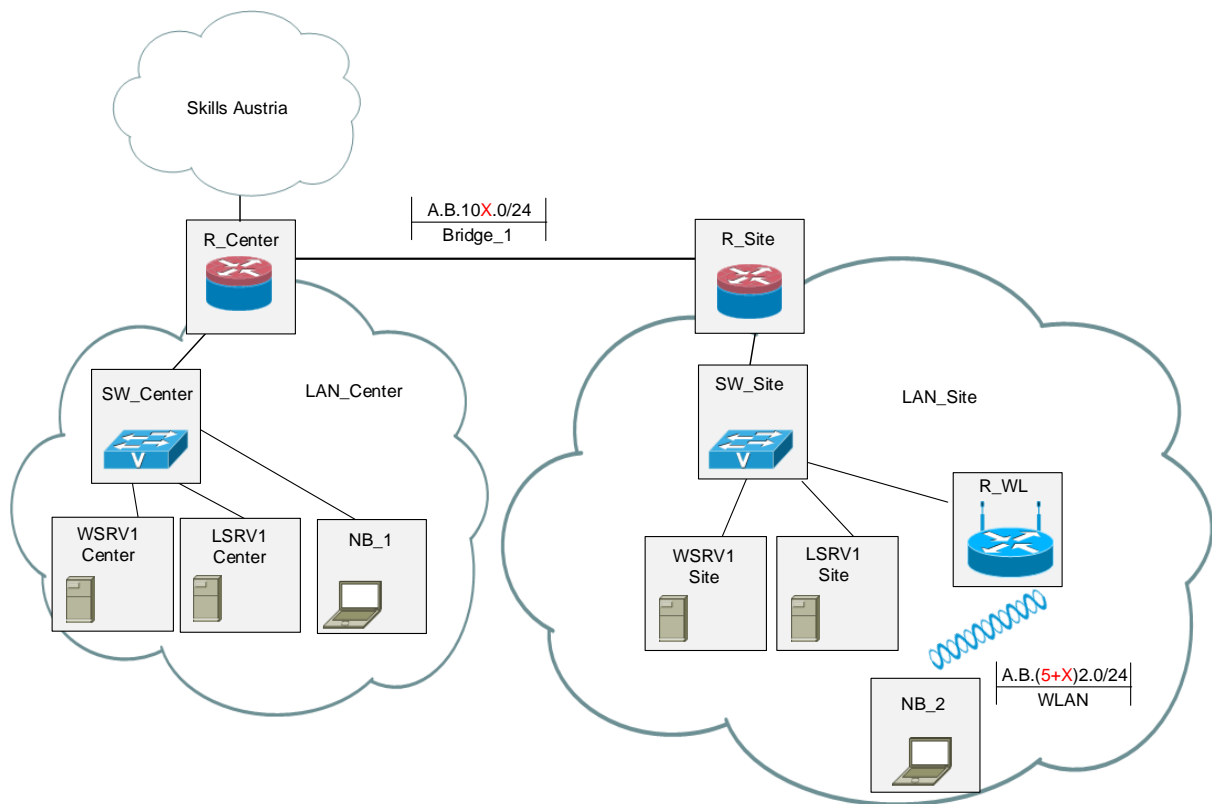 Skills Austria
A.B.10X.0/24
Bridge_1
R_Center
R_Site
SW_Center
LAN_Center
SW_Site
LAN_Site
V
V
R_WL
WSRV1
Center
LSRV1
Center
NB_1
WSRV1
Site
LSRV1
Site
A.B.(5+X)2.0/24
WLAN
NB_2